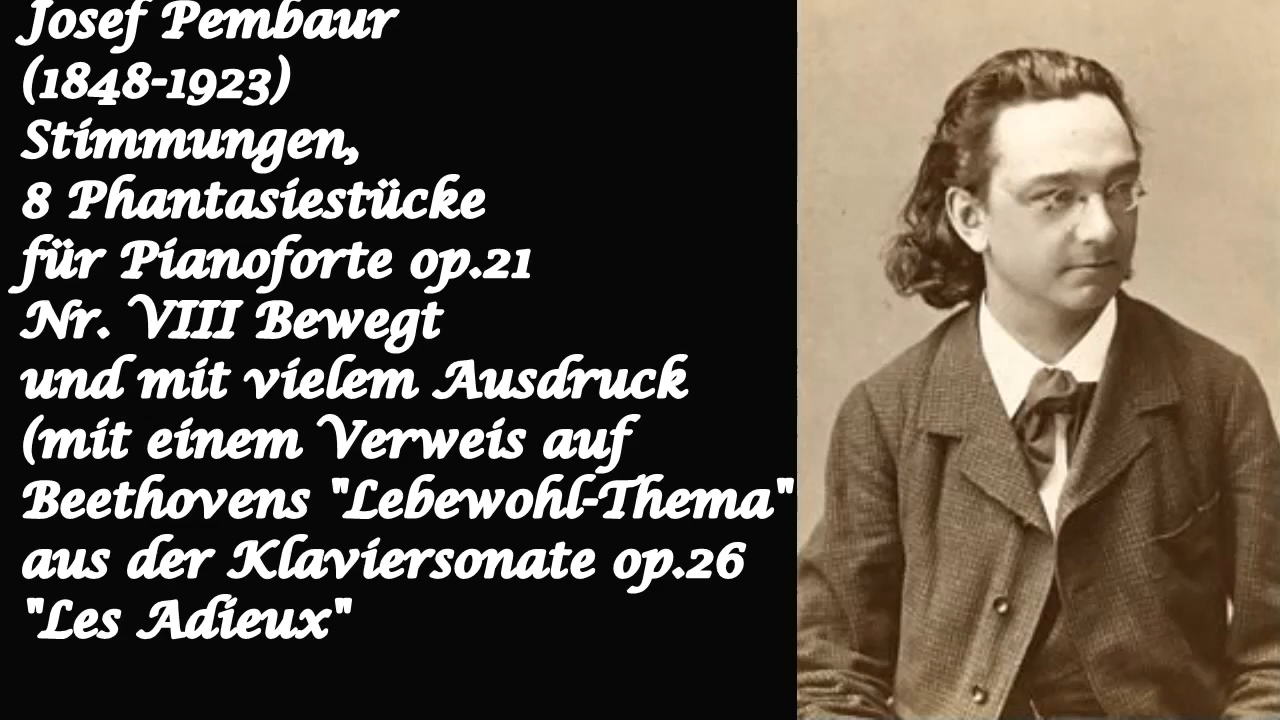 Josef Pembaur
(1848-1923)
Stimmungen,
8 Phantasiestücke
für Pianoforte op.21
Nr. VIII Bewegt
und mit vielem Ausdruck
(mit einem Verweis auf
Beethovens "Lebewohl-Thema"
aus der Klaviersonate op.26
"Les Adieux"